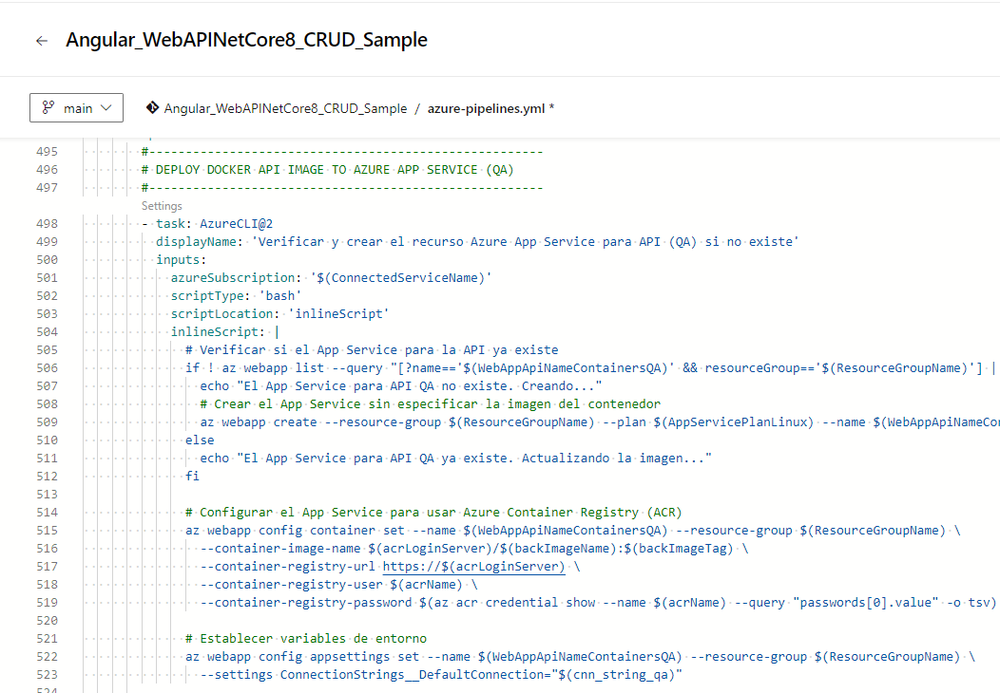 ← Angular_WebAPINetCore8_CRUD_Sample
main Angular_WebAPINetCore8_CRUD_Sample / azure-pipelines.yml *
495 #------------------------------------------------------
496 # DEPLOY DOCKER API IMAGE TO AZURE APP SERVICE (QA)
497 #------------------------------------------------------
Settings
498 - task: AzureCLI@2
499 displayName: 'Verificar y crear el recurso Azure App Service para API (QA) si no existe'
500 inputs:
501 azureSubscription: '$(ConnectedServiceName)'
502 scriptType: 'bash'
503 scriptLocation: 'inlineScript'
504 inlineScript: |
505 # Verificar si el App Service para la API ya existe
506 if ! az webapp list --query "[?name=='$(WebAppApiNameContainersQA)' && resourceGroup=='$(ResourceGroupName)'] |
507 echo "El App Service para API QA no existe. Creando..."
508 # Crear el App Service sin especificar la imagen del contenedor
509 az webapp create --resource-group $(ResourceGroupName) --plan $(AppServicePlanLinux) --name $(WebAppApiNameCon
510 else
511 echo "El App Service para API QA ya existe. Actualizando la imagen..."
512 fi
513
514 # Configurar el App Service para usar Azure Container Registry (ACR)
515 az webapp config container set --name $(WebAppApiNameContainersQA) --resource-group $(ResourceGroupName) \
516 --container-image-name $(acrLoginServer)/$(backImageName):$(backImageTag) \
517 --container-registry-url https://$(acrLoginServer) \
518 --container-registry-user $(acrName) \
519 --container-registry-password $(az acr credential show --name $(acrName) --query "passwords[0].value" -o tsv)
520
521 # Establecer variables de entorno
522 az webapp config appsettings set --name $(WebAppApiNameContainersQA) --resource-group $(ResourceGroupName) \
523 --settings ConnectionStrings__DefaultConnection="$(cnn_string_qa)"
524